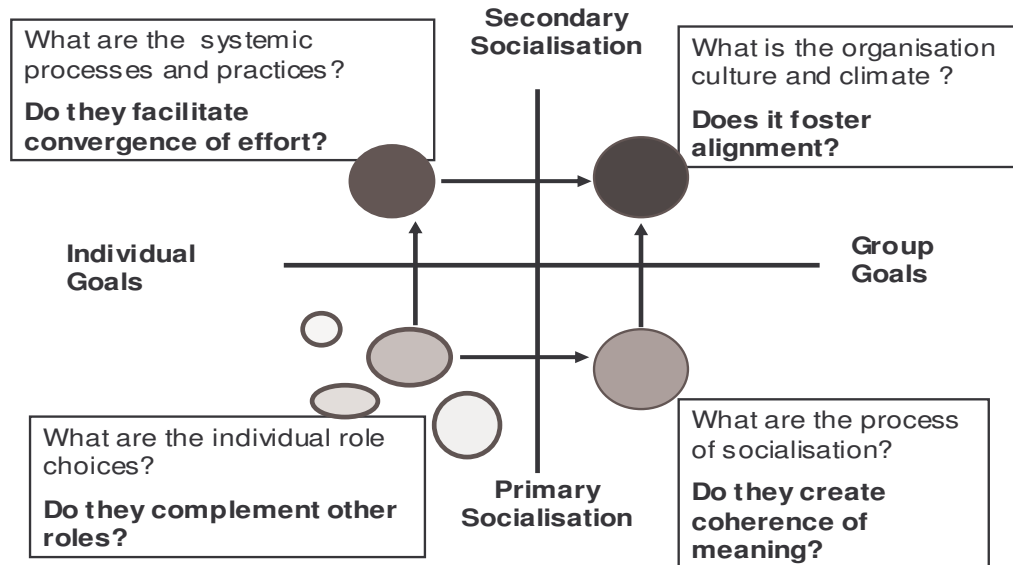 Secondary
Socialisation
What are the systemic
processes and practices?
Do they facilitate
convergence of effort?
What is the organisation
culture and climate ?
Does it foster
alignment?
Individual
Goals
Group
Goals
What are the individual role
choices?
Do they complement other
roles?
Primary
Socialisation
What are the process
of socialisation?
Do they create
coherence of
meaning?